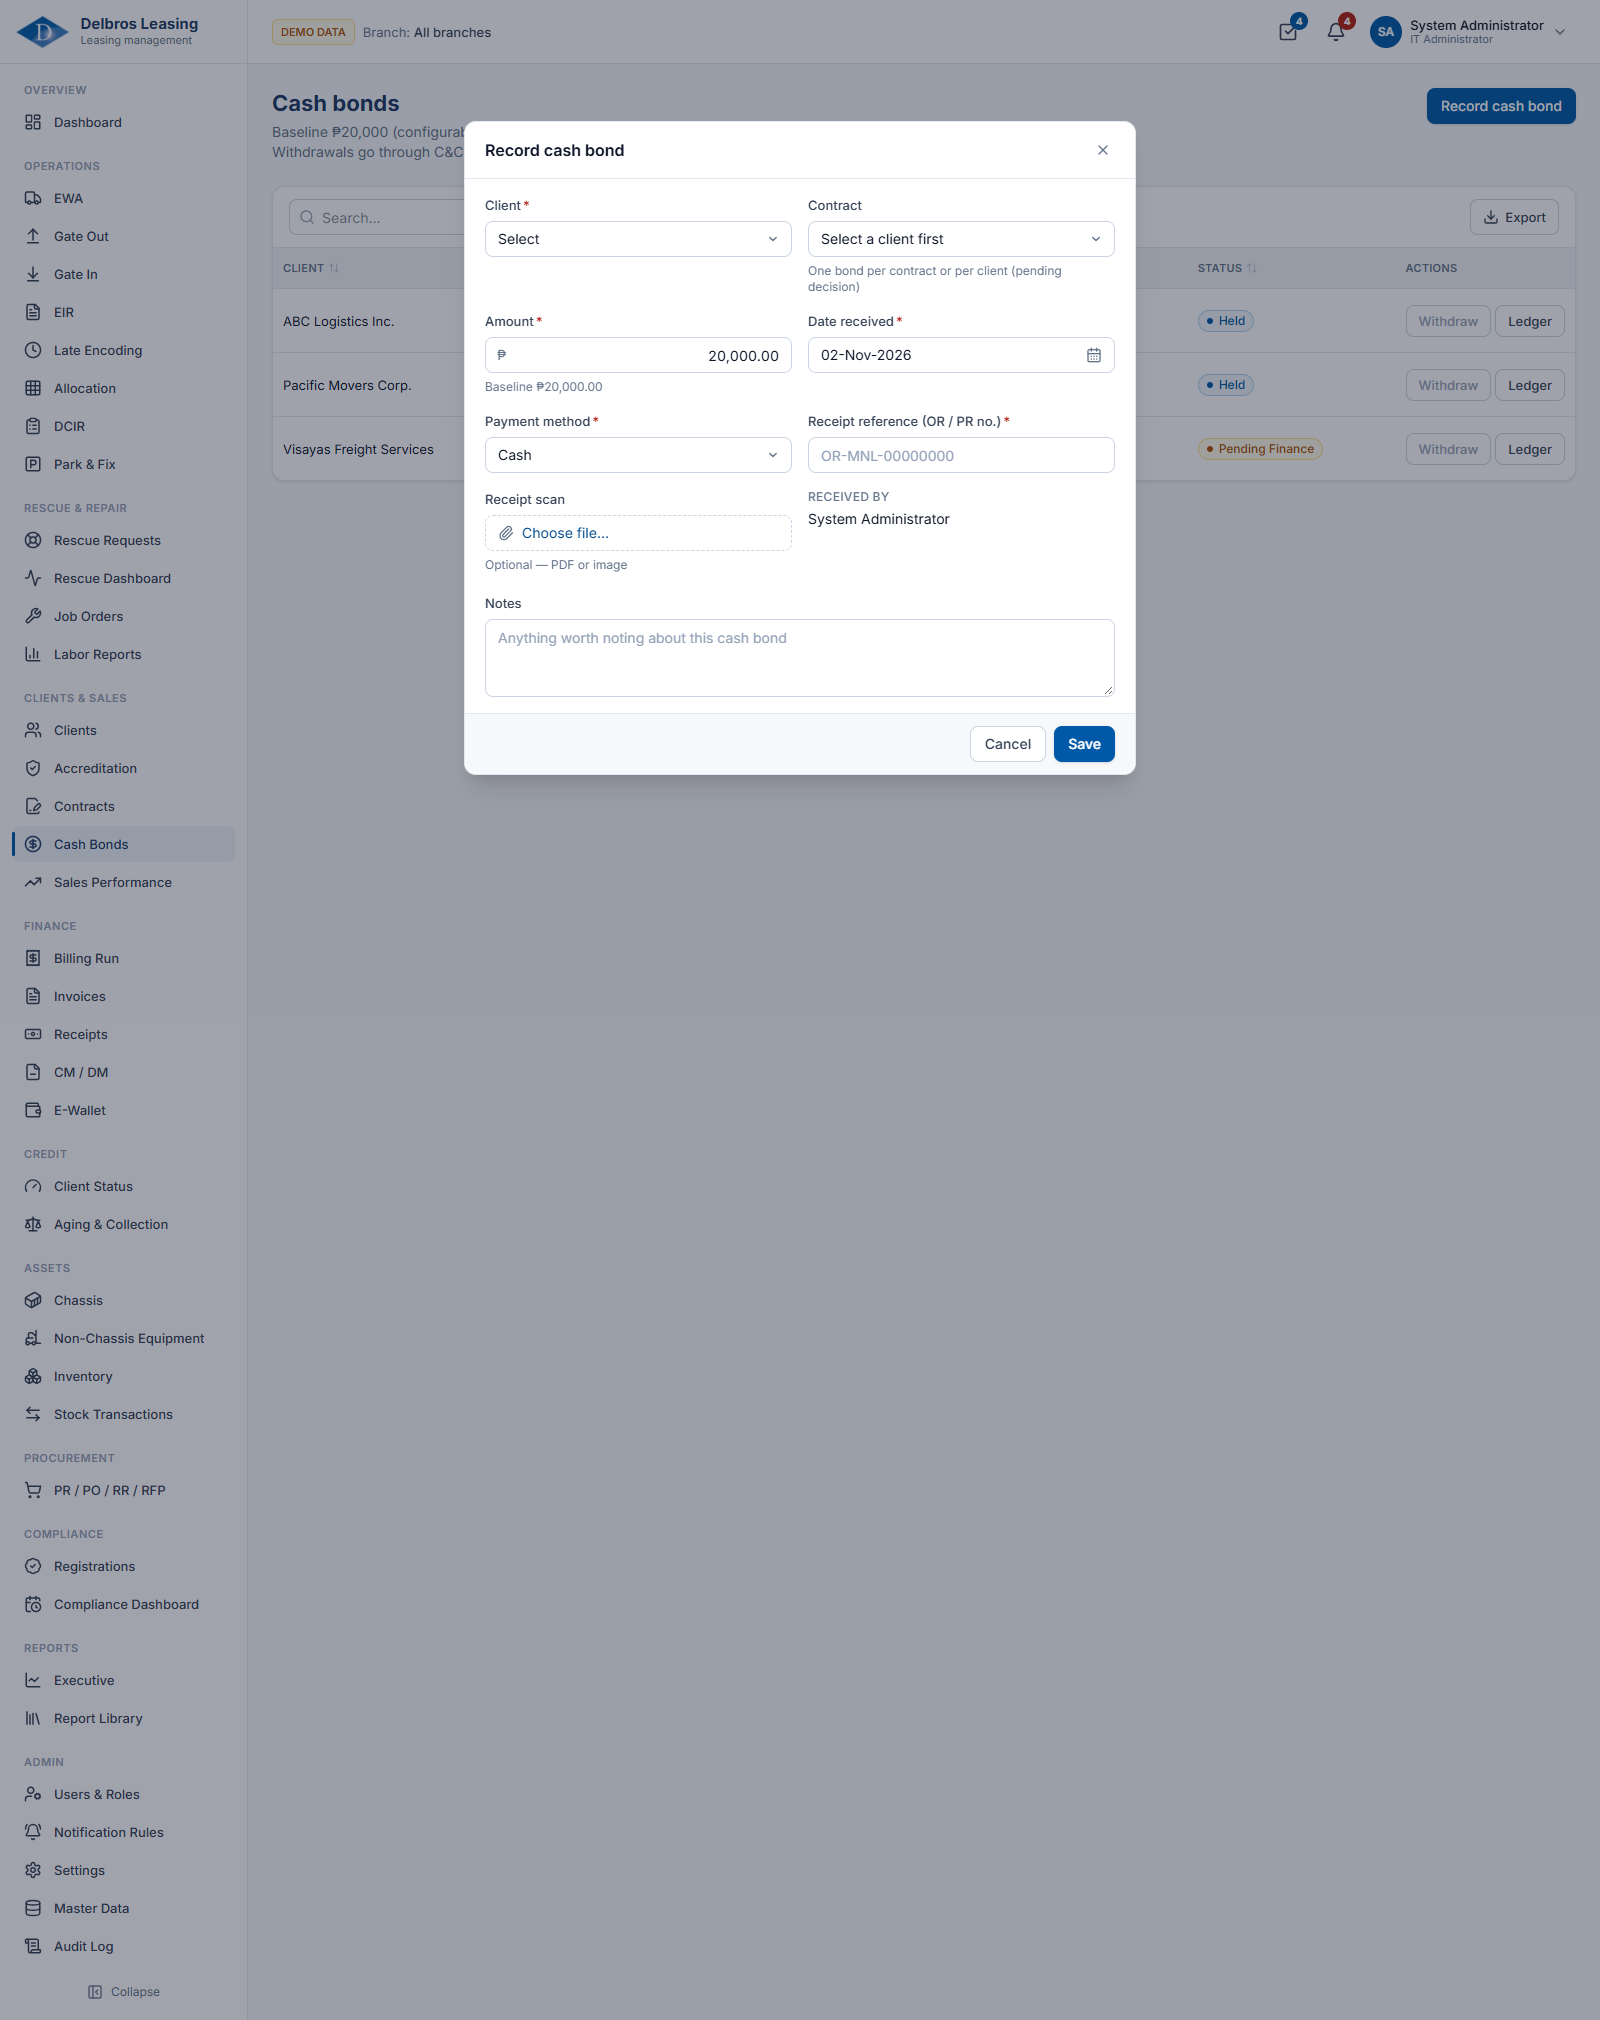 Delbros Leasing
Leasing management
DEMO DATA
Branch: All branches
4
4
SA
System Administrator
IT Administrator
OVERVIEW
Dashboard
OPERATIONS
EWA
Gate Out
Gate In
EIR
Late Encoding
Allocation
DCIR
Park & Fix
RESCUE & REPAIR
Rescue Requests
Rescue Dashboard
Job Orders
Labor Reports
CLIENTS & SALES
Clients
Accreditation
Contracts
Cash Bonds
Sales Performance
FINANCE
Billing Run
Invoices
Receipts
CM / DM
E-Wallet
CREDIT
Client Status
Aging & Collection
ASSETS
Chassis
Non-Chassis Equipment
Inventory
Stock Transactions
PROCUREMENT
PR / PO / RR / RFP
COMPLIANCE
Registrations
Compliance Dashboard
REPORTS
Executive
Report Library
ADMIN
Users & Roles
Notification Rules
Settings
Master Data
Audit Log
Collapse
Cash bonds
Record cash bond
Baseline ₱20,000
Withdrawals go through
Search...
Export
CLIENT
STATUS
ACTIONS
ABC Logistics Inc.
Held
Withdraw
Ledger
Pacific Movers Corp.
Held
Withdraw
Ledger
Visayas Freight Services
Pending Finance
Withdraw
Ledger
Record cash bond
Client *
Contract
Select
Select a client first
One bond per contract or per client (pending
decision)
Amount *
Date received *
₱ 20,000.00
02-Nov-2026
Baseline ₱20,000.00
Payment method *
Receipt reference (OR / PR no.) *
Cash
OR-MNL-00000000
Receipt scan
RECEIVED BY
Choose file...
System Administrator
Optional — PDF or image
Notes
Anything worth noting about this cash bond
Cancel
Save